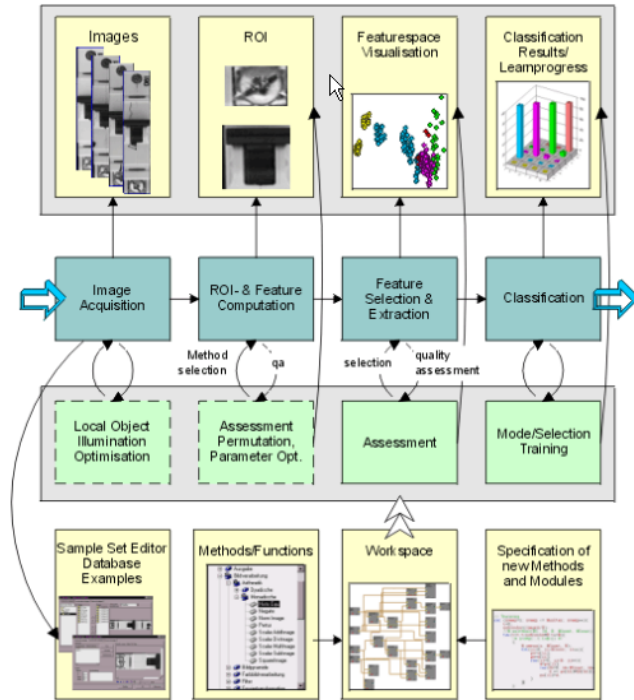 Images
ROI
Featurespace
Visualisation
Classification
Results/
Learnprogress
Image
Acquisition
ROI- & Feature
Computation
Feature
Selection &
Extraction
Classification
Method
selection
qa
selection
quality
assessment
Local Object
Illumination
Optimisation
Assessment
Permutation,
Parameter Opt.
Assessment
Mode/Selection
Training
Sample Set Editor
Database
Examples
Methods/Functions
Workspace
Specification of
new Methods
and Modules